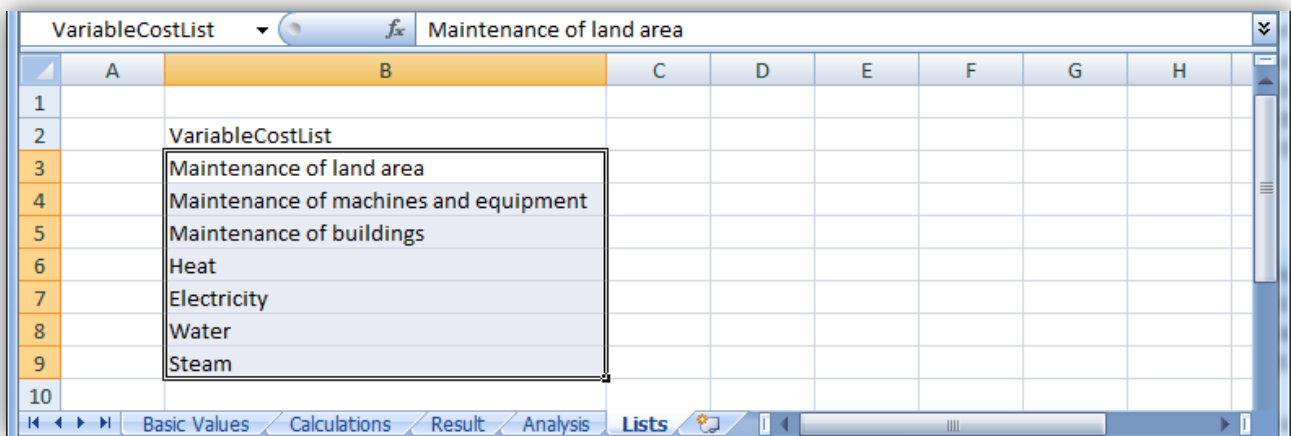 VariableCostList fx Maintenance of land area
A B C D E F G H
1
2 VariableCostList
3 Maintenance of land area
4 Maintenance of machines and equipment
5 Maintenance of buildings
6 Heat
7 Electricity
8 Water
9 Steam
10
Basic Values Calculations Result Analysis Lists